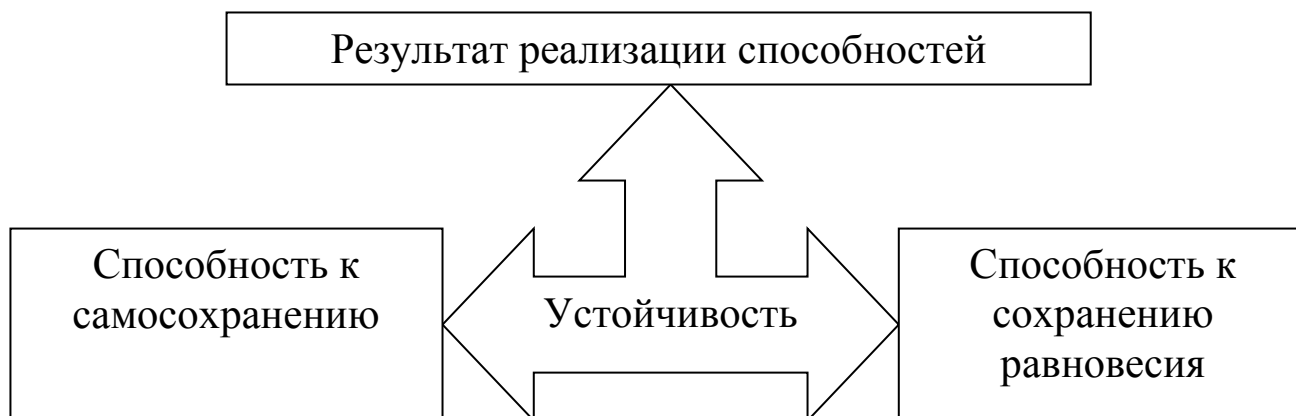 Результат реализации способностей
Способность к
самосохранению
Устойчивость
Способность к
сохранению
равновесия